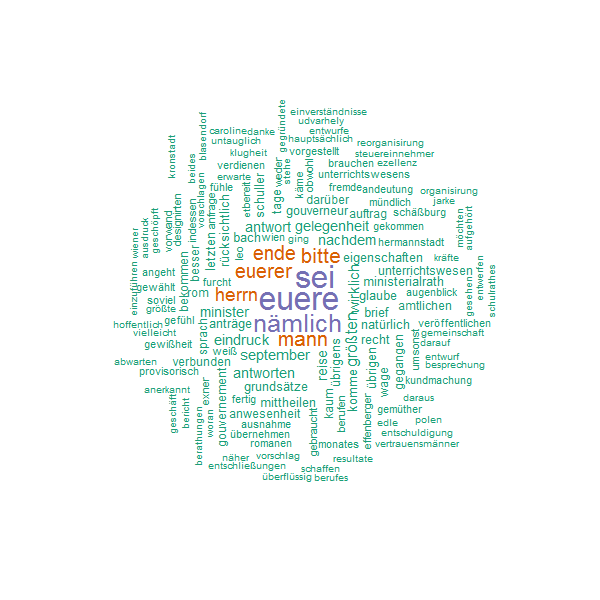 einverständnisse
udvarhely
gegründete
caroline
danke
entwurfe
untauglich
hauptsächlich
reorganisirung
blasendorf
klugheit
vorgestellt
steuereinnehmer
kronstadt
beides
verdienen
weder
stehe
obwohl
brauchen
ezellenz
erwarte
käme
unterrichtswesens
vorschlagen
fühle
etbereit
schuller
tage
darüber
fremde
andeutung
organisirung
designirten
indessen
anfrage
rücksichtlich
gouverneur
auftrag
mündlich
jarke
schäßburg
geschöpft
vorwand
letzten
antwort
gelegenheit
gekommen
möchten
aufgehört
wiener
ausdruck
bach
wien
ging
nachdem
hermannstadt
besser
leo
ende
bitte
eigenschaften
kräfte
angeht
bekommen
furcht
euerer
sei
wirklich
unterrichtswesen
gesehen
entwerfen
schulrathes
einzuführen
gewählt
rom
herrn
euere
ministerialrath
soviel
größte
minister
glaube
augenblick
brief
amtlichen
hoffentlich
gefühl
sprach
anträge
nämlich
größten
natürlich
veröffentlichen
vielleicht
gewißheit
eindruck
mann
recht
umsonst
gemeinschaft
weiß
september
übrigens
darauf
abwarten
verbunden
reise
übrigen
gegangen
entwurf
provisorisch
gouvernement
antworten
komme
wage
besprechung
anerkannt
exner
grundsätze
kundmachung
geschäft
bericht
fertig
mittheilen
kaum
daraus
woran
anwesenheit
berufen
effenberger
gemüther
ausnahme
gebraucht
edle
polen
berathungen
übernehmen
entschuldigung
romanen
monates
vertrauensmänner
näher
vorschlag
resultate
entschließungen
schaffen
überflüssig
berufes